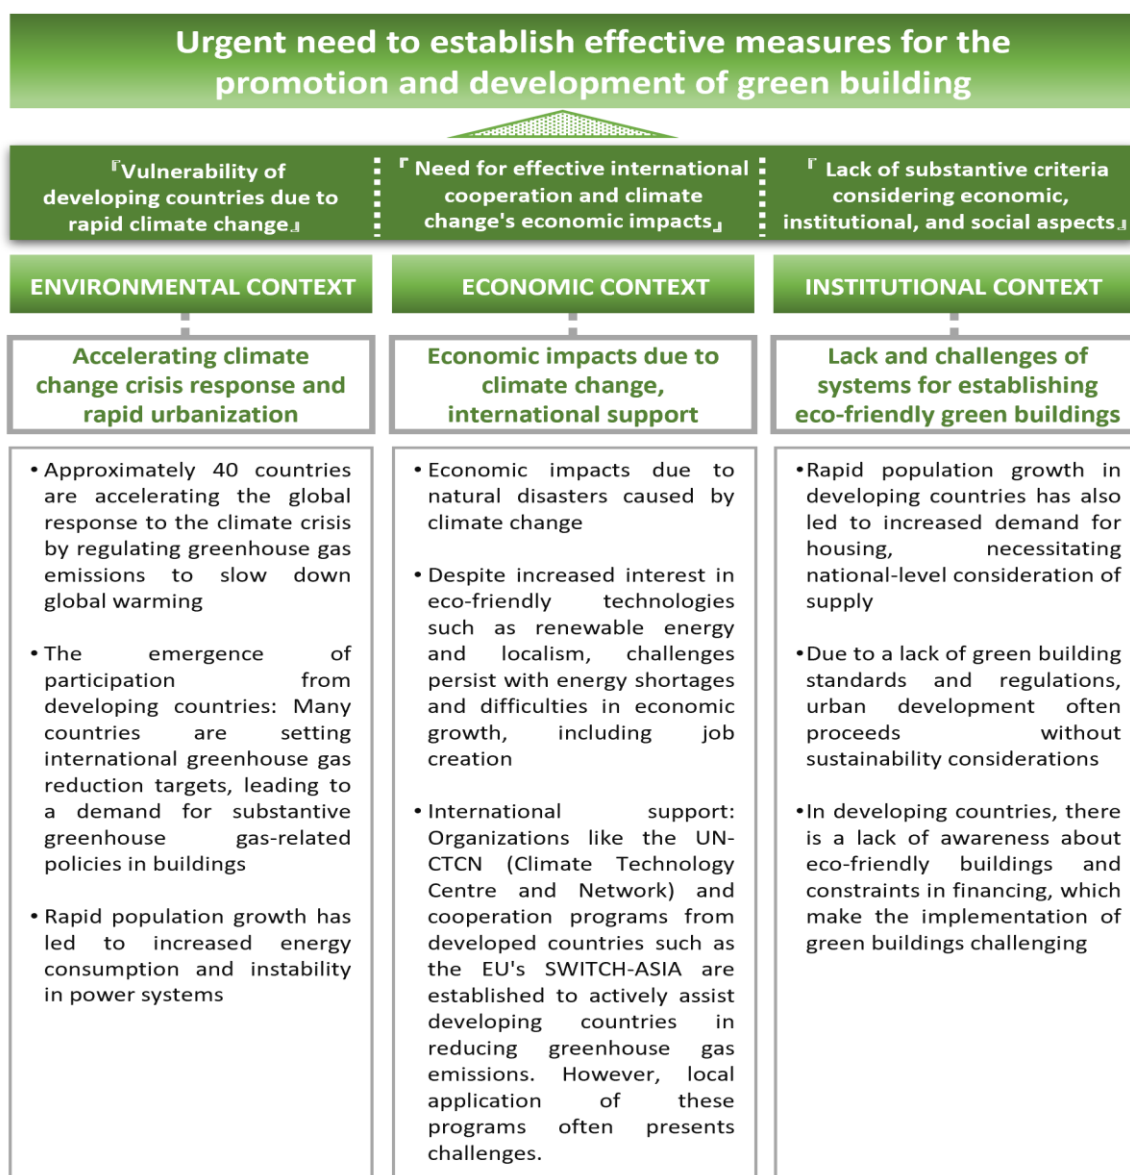 Urgent need to establish effective measures for the
promotion and development of green building
『Vulnerability of
developing countries due to
rapid climate change』
「 Need for effective international
cooperation and climate
change's economic impacts」
『 Lack of substantive criteria
considering economic,
institutional, and social aspects』
ENVIRONMENTAL CONTEXT
Accelerating climate
change crisis response and
rapid urbanization
• Approximately 40 countries
are accelerating the global
response to the climate crisis
by regulating greenhouse gas
emissions to slow down
global warming
• The emergence of
participation from
developing countries: Many
countries are setting
international greenhouse gas
reduction targets, leading to
a demand for substantive
greenhouse gas-related
policies in buildings
• Rapid population growth has
led to increased energy
consumption and instability
in power systems
ECONOMIC CONTEXT
Economic impacts due to
climate change,
international support
• Economic impacts due to
natural disasters caused by
climate change
• Despite increased interest in
eco-friendly technologies
such as renewable energy
and localism, challenges
persist with energy shortages
and difficulties in economic
growth, including job
creation
• International support:
Organizations like the UN-
CTCN (Climate Technology
Centre and Network) and
cooperation programs from
developed countries such as
the EU's SWITCH-ASIA are
established to actively assist
developing countries in
reducing greenhouse gas
emissions. However, local
application of these
programs often presents
challenges.
INSTITUTIONAL CONTEXT
Lack and challenges of
systems for establishing
eco-friendly green buildings
• Rapid population growth in
developing countries has also
led to increased demand for
housing, necessitating
national-level consideration of
supply
• Due to a lack of green building
standards and regulations,
urban development often
proceeds without
sustainability considerations
• In developing countries, there
is a lack of awareness about
eco-friendly buildings and
constraints in financing, which
make the implementation of
green buildings challenging